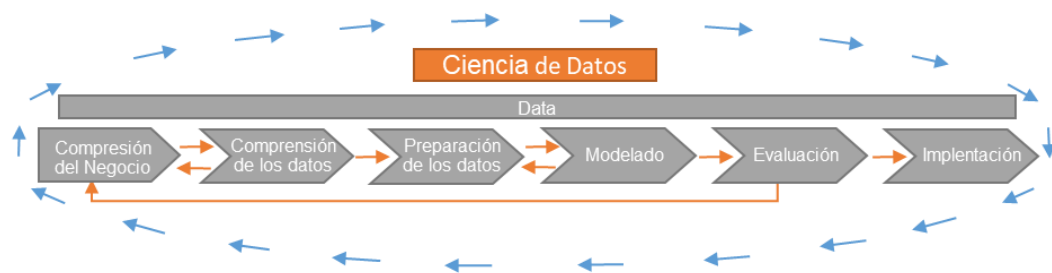 Ciencia de Datos
Data
Compresión
del Negocio
Comprensión
de los datos
Preparación
de los datos
Modelado
Evaluación
Implentación